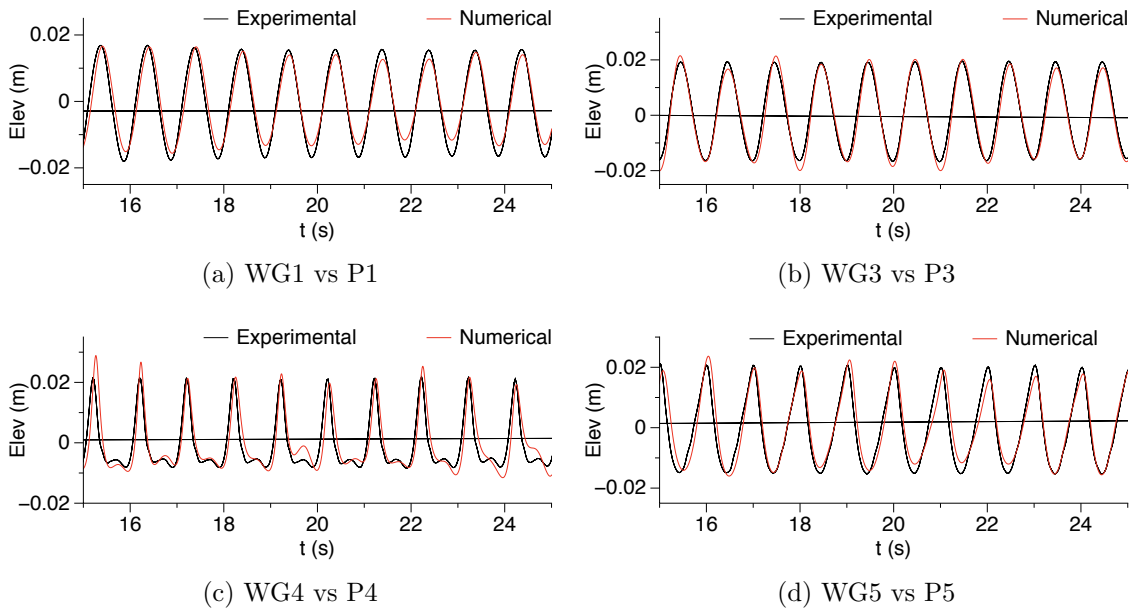 Experimental Numerical
Elev (m)
0.02
0
−0.02
16 18 20 22 24
t (s)
(a) WG1 vs P1
Experimental Numerical
Elev (m)
0.02
0
−0.02
16 18 20 22 24
t (s)
(b) WG3 vs P3
Experimental Numerical
Elev (m)
0.02
0
−0.02
16 18 20 22 24
t (s)
(c) WG4 vs P4
Experimental Numerical
Elev (m)
0.02
0
−0.02
16 18 20 22 24
t (s)
(d) WG5 vs P5